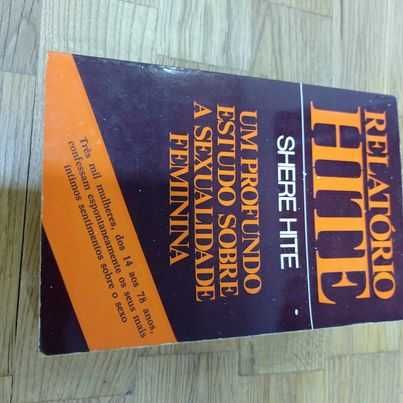 RELATÓRIO
HITE
SHERE HITE
UM PROFUNDO
ESTUDO SOBRE
A SEXUALIDADE
FEMININA
Três mil mulheres, dos 14 aos 78 anos,
confessam espontaneamente os seus mais
íntimos sentimentos sobre o sexo